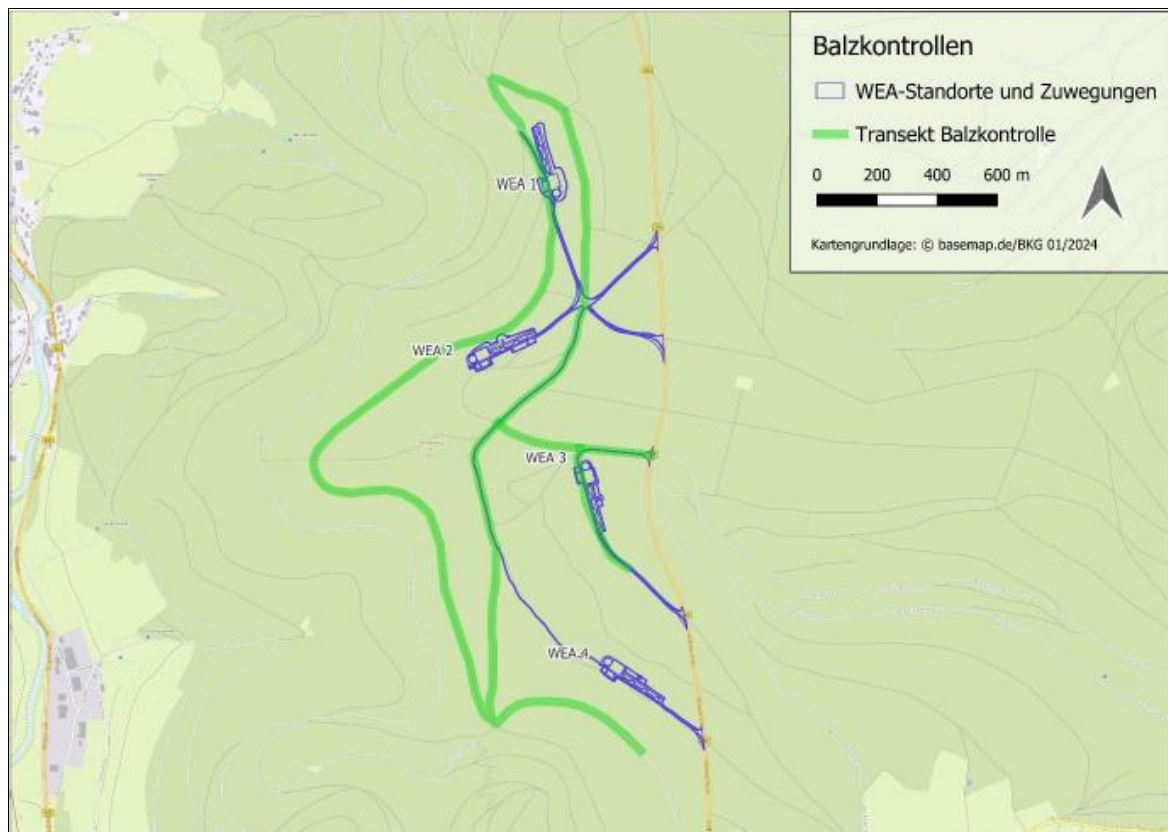 Balzkontrollen
WEA-Standorte und Zuwegungen
Transekt Balzkontrolle
0 200 400 600 m
Kartengrundlage: © basemap.de/BKG 01/2024
WEA 1
WEA 2
WEA 3
WEA 4